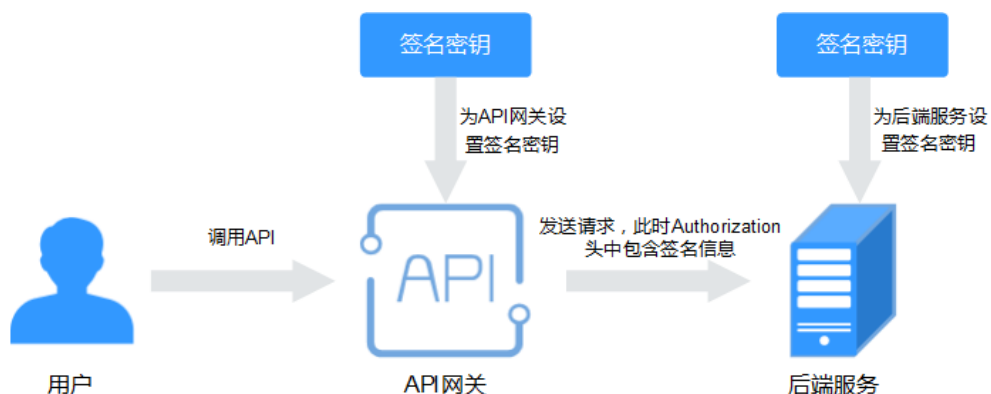 签名密钥
签名密钥
为API网关设
置签名密钥
为后端服务设
置签名密钥
调用API
发送请求，此时Authorization
头中包含签名信息
API
用户
API网关
后端服务